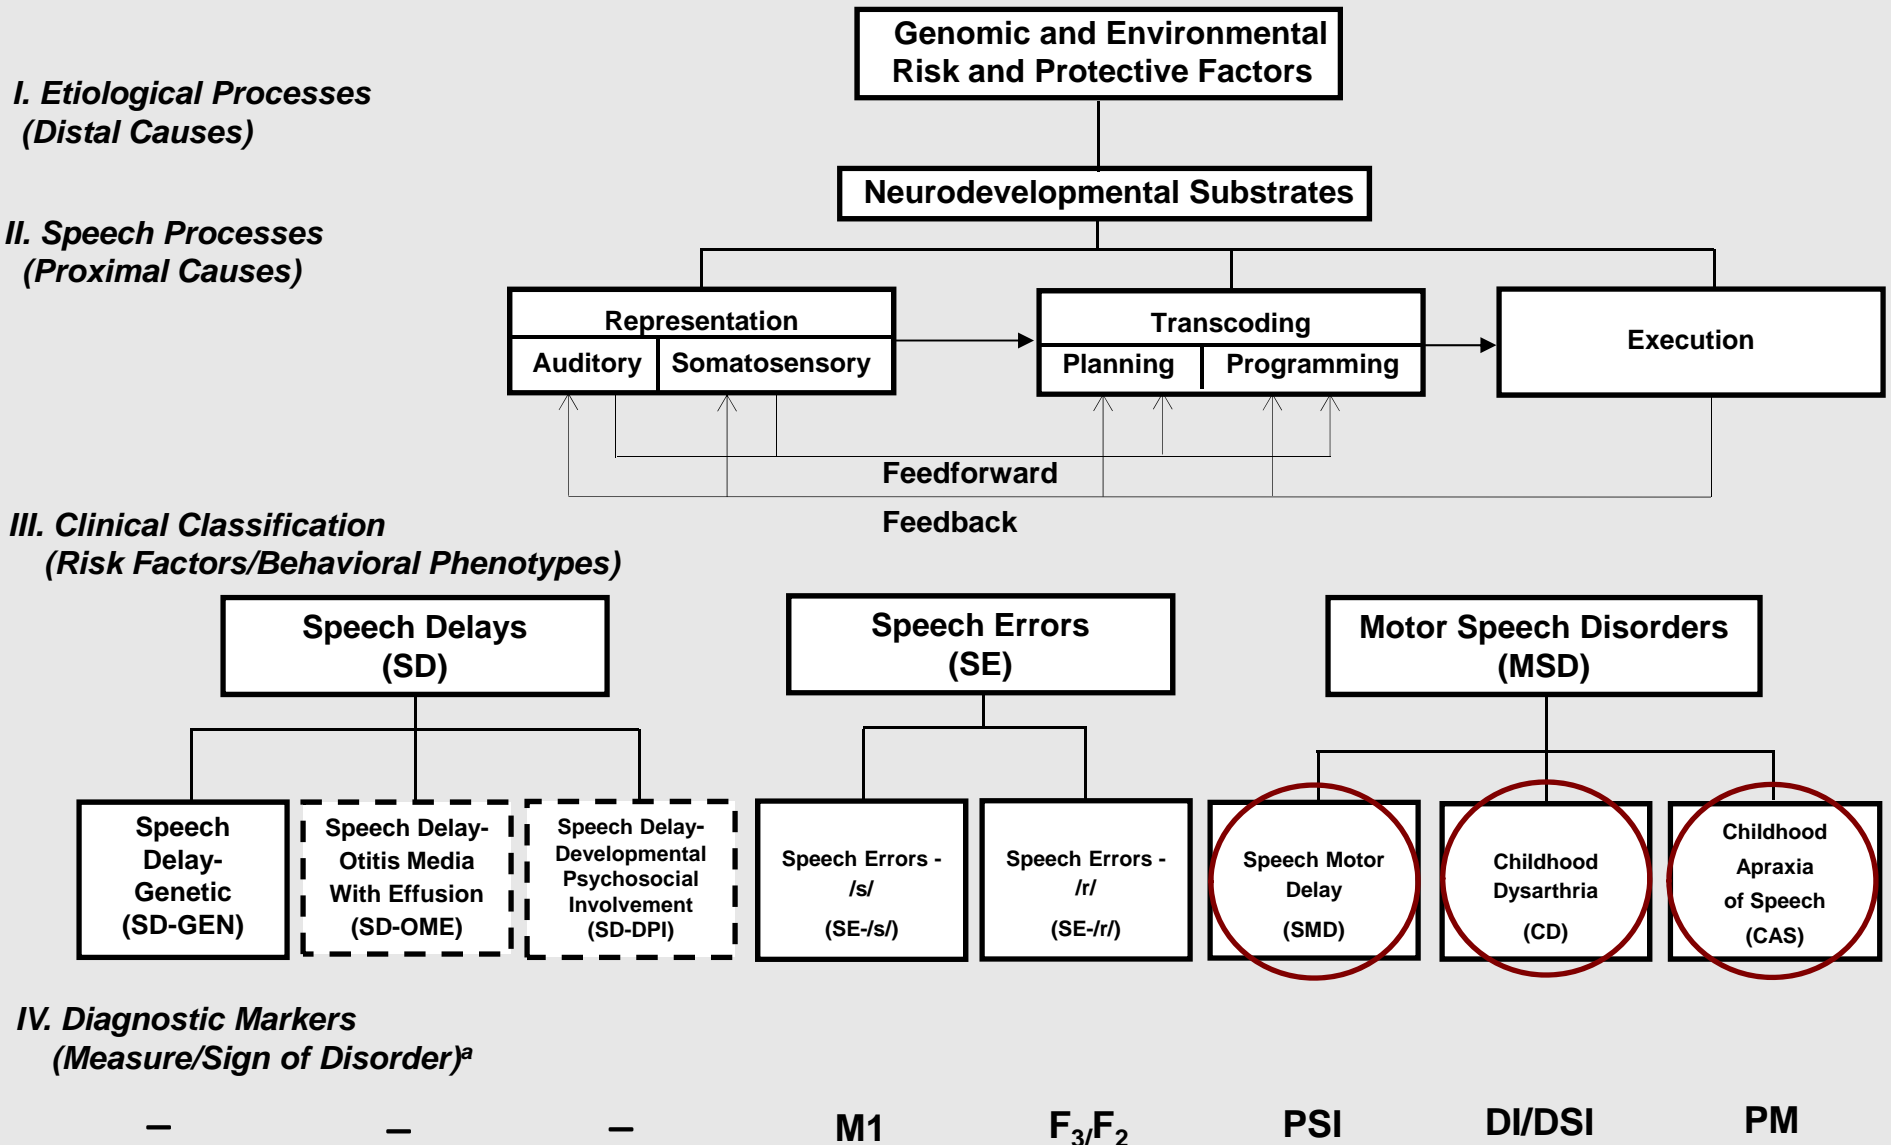 Genomic and Environmental
Risk and Protective Factors
I. Etiological Processes
(Distal Causes)
Neurodevelopmental Substrates
II. Speech Processes
(Proximal Causes)
Representation
Auditory
Somatosensory
Transcoding
Planning
Programming
Execution
Feedforward
Feedback
III. Clinical Classification
(Risk Factors/Behavioral Phenotypes)
Speech Delays
(SD)
Speech Errors
(SE)
Motor Speech Disorders
(MSD)
Speech
Delay-
Genetic
(SD-GEN)
Speech Delay-
Otitis Media
With Effusion
(SD-OME)
Speech Delay-
Developmental
Psychosocial
Involvement
(SD-DPI)
Speech Errors -
/s/
(SE-/s/)
Speech Errors -
/r/
(SE-/r/)
Speech Motor
Delay
(SMD)
Childhood
Dysarthria
(CD)
Childhood
Apraxia
of Speech
(CAS)
IV. Diagnostic Markers
(Measure/Sign of Disorder)ᵃ
– – – M1 F₃/F₂ PSI DI/DSI PM